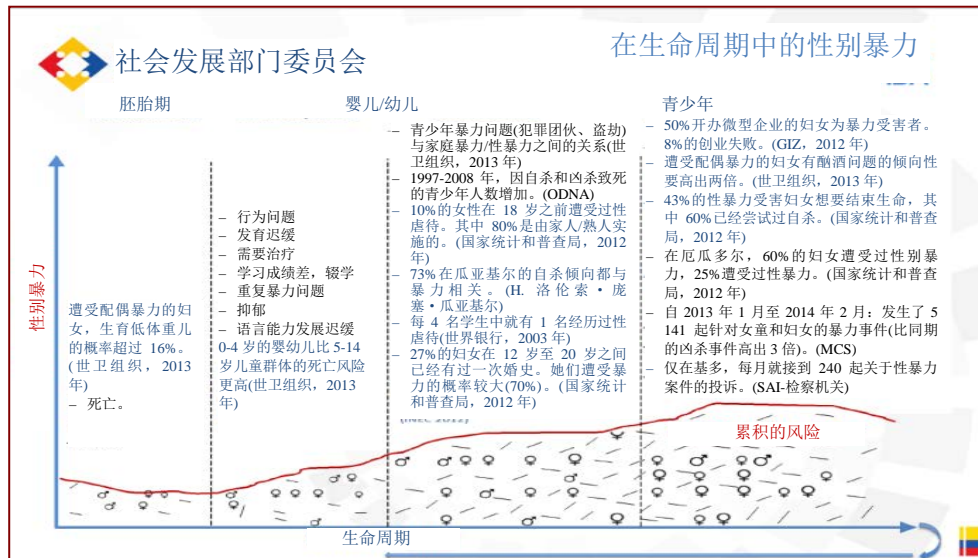 社会发展部门委员会
在生命周期中的性别暴力
胚胎期
婴儿/幼儿
青少年
性别暴力
遭受配偶暴力的妇
女，生育低体重儿
的概率超过 16%。
(世卫组织，2013
年)
– 死亡。
– 行为问题
– 发育迟缓
– 需要治疗
– 学习成绩差，辍学
– 重复暴力问题
– 抑郁
– 语言能力发展迟缓
0-4 岁的婴幼儿比 5-14
岁儿童群体的死亡风险
更高(世卫组织，2013
年)
– 青少年暴力问题(犯罪团伙、盗劫)
与家庭暴力/性暴力之间的关系(世
卫组织，2013 年)
– 1997-2008 年，因自杀和凶杀致死
的青少年人数增加。(ODNA)
– 10%的女性在 18 岁之前遭受过性
虐待。其中 80%是由家人/熟人实
施的。(国家统计和普查局，2012
年)
– 73%在瓜亚基尔的自杀倾向都与
暴力相关。(H. 洛伦索·庞
塞·瓜亚基尔)
– 每 4 名学生中就有 1 名经历过性
虐待(世界银行，2003 年)
– 27%的妇女在 12 岁至 20 岁之间
已经有过一次婚史。她们遭受暴
力的概率较大(70%)。(国家统计
和普查局，2012 年)
(INEC 2012)
– 50%开办微型企业的妇女为暴力受害者。
8%的创业失败。(GIZ，2012 年)
– 遭受配偶暴力的妇女有酗酒问题的倾向性
要高出两倍。(世卫组织，2013 年)
– 43%的性暴力受害妇女想要结束生命，其
中 60%已经尝试过自杀。(国家统计和普查
局，2012 年)
– 在厄瓜多尔，60%的妇女遭受过性别暴
力，25%遭受过性暴力。(国家统计和普查
局，2012 年)
– 自 2013 年 1 月至 2014 年 2 月：发生了 5
141 起针对女童和妇女的暴力事件(比同期
的凶杀事件高出 3 倍)。(MCS)
– 仅在基多，每月就接到 240 起关于性暴力
案件的投诉。(SAI-检察机关)
累积的风险
生命周期